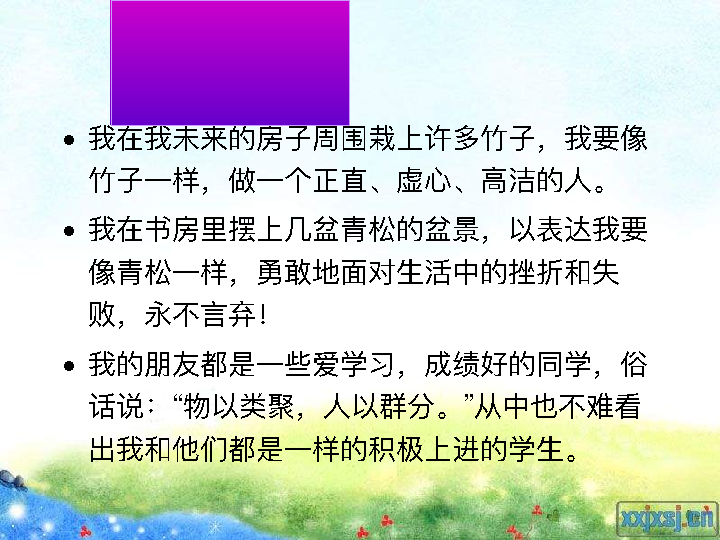 • 我在我未来的房子周围栽上许多竹子，我要像
竹子一样，做一个正直、虚心、高洁的人。
• 我在书房里摆上几盆青松的盆景，以表达我要
像青松一样，勇敢地面对生活中的挫折和失
败，永不言弃！
• 我的朋友都是一些爱学习，成绩好的同学，俗
话说：“物以类聚，人以群分。”从中也不难看
出我和他们都是一样的积极上进的学生。
xxjxsj.cn